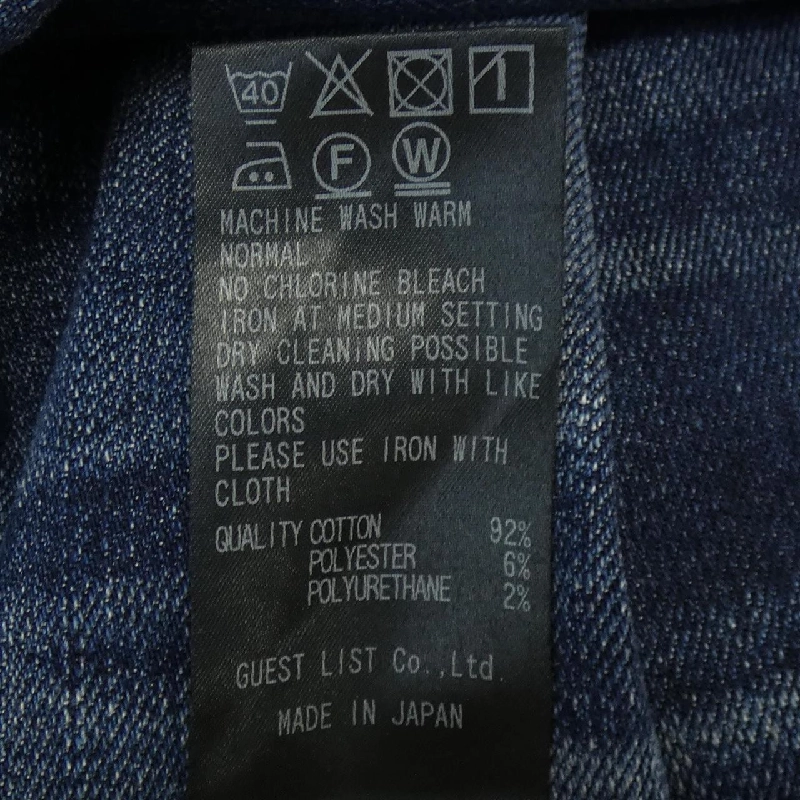 40
F W
MACHINE WASH WARM
NORMAL
NO CHLORINE BLEACH
IRON AT MEDIUM SETTING
DRY CLEANING POSSIBLE
WASH AND DRY WITH LIKE
COLORS
PLEASE USE IRON WITH
CLOTH
QUALITY COTTON 92%
POLYESTER 6%
POLYURETHANE 2%
GUEST LIST Co.,Ltd.
MADE IN JAPAN